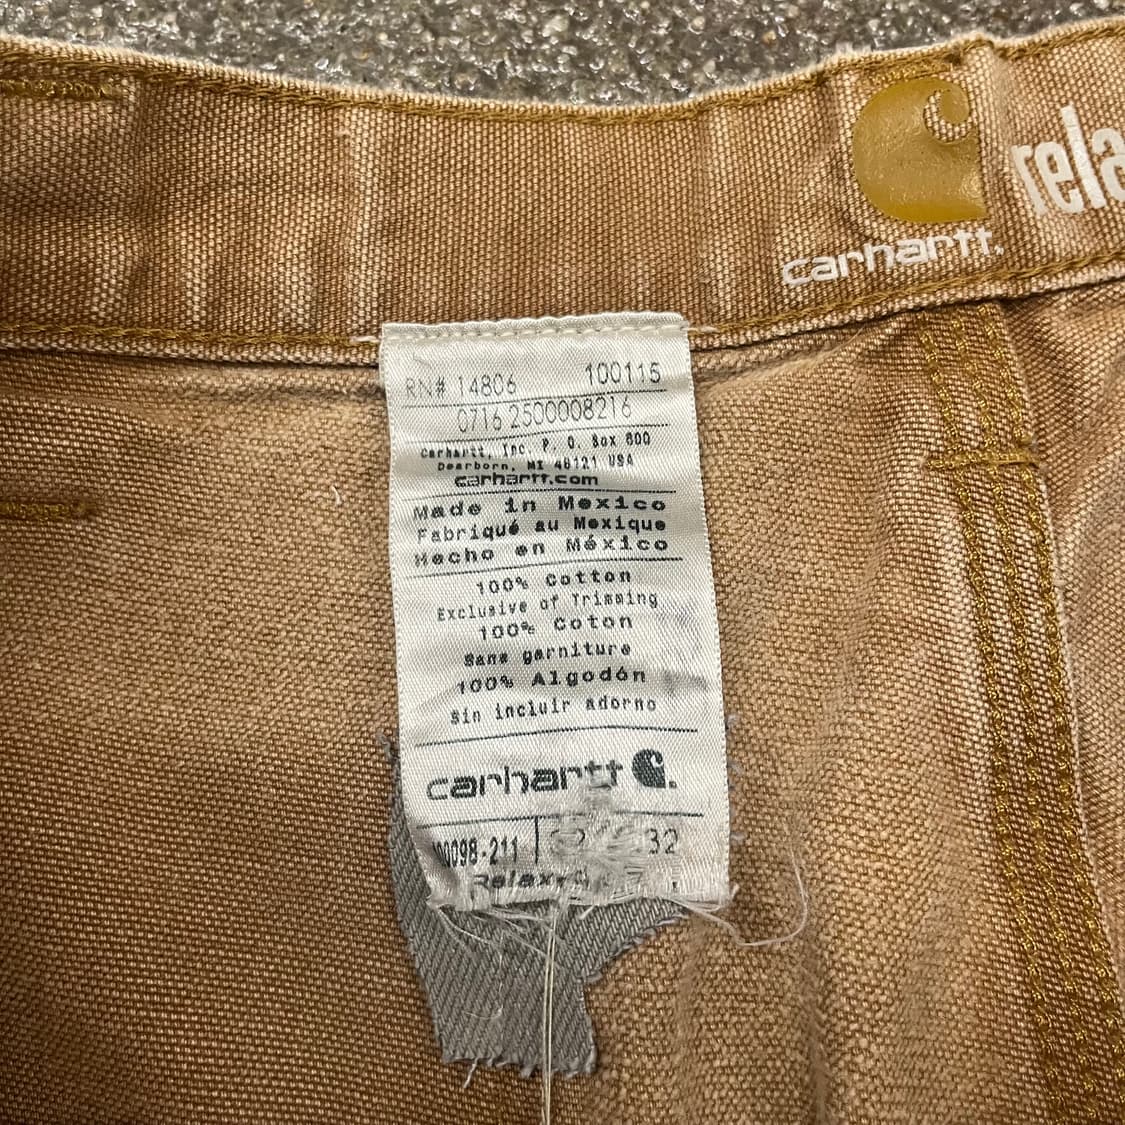 carhartt.
RN# 14806 100115
0716 2500008216
Carhartt, Inc. P. O. Box 600
Dearborn, MI 48121 USA
carhartt.com
Made in Mexico
Fabriqué au Mexique
Hecho en México
100% Cotton
Exclusive of Trimming
100% Coton
Sans garniture
100% Algodón
Sin incluir adorno
carhartt
32